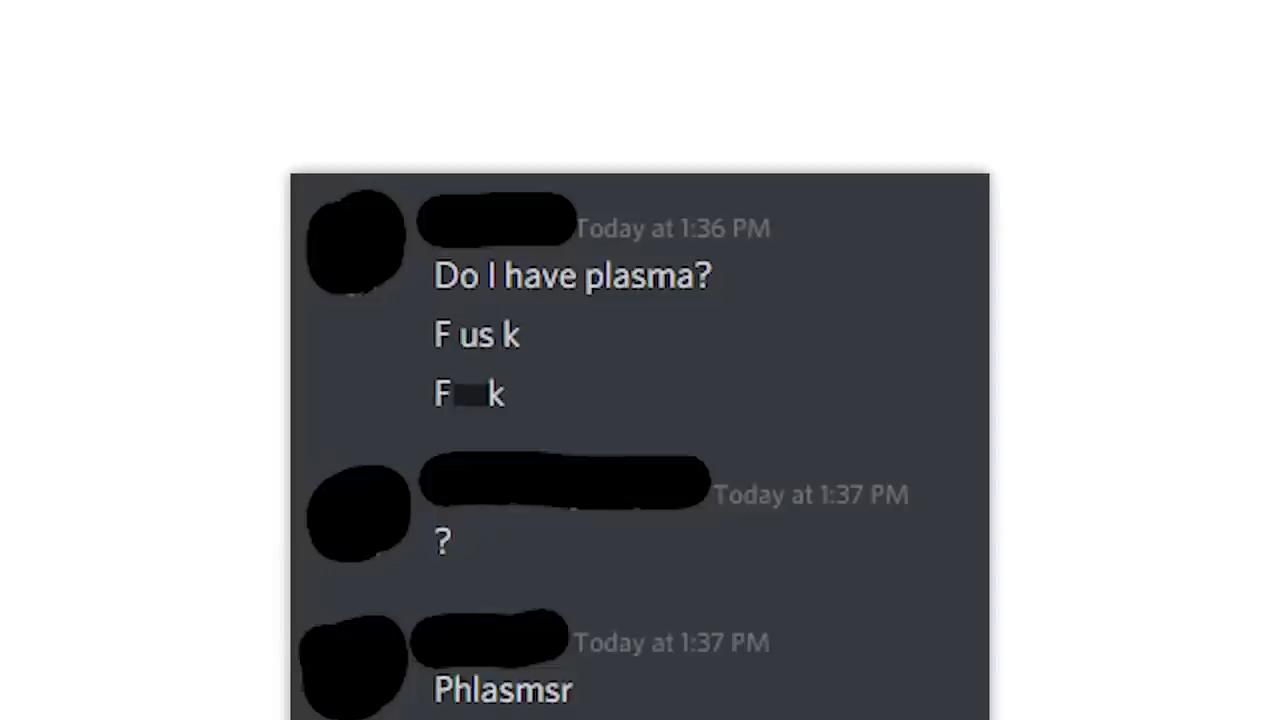 Today at 1:36 PM
Do I have plasma?
F us k
F k
Today at 1:37 PM
?
Today at 1:37 PM
Phlasmsr